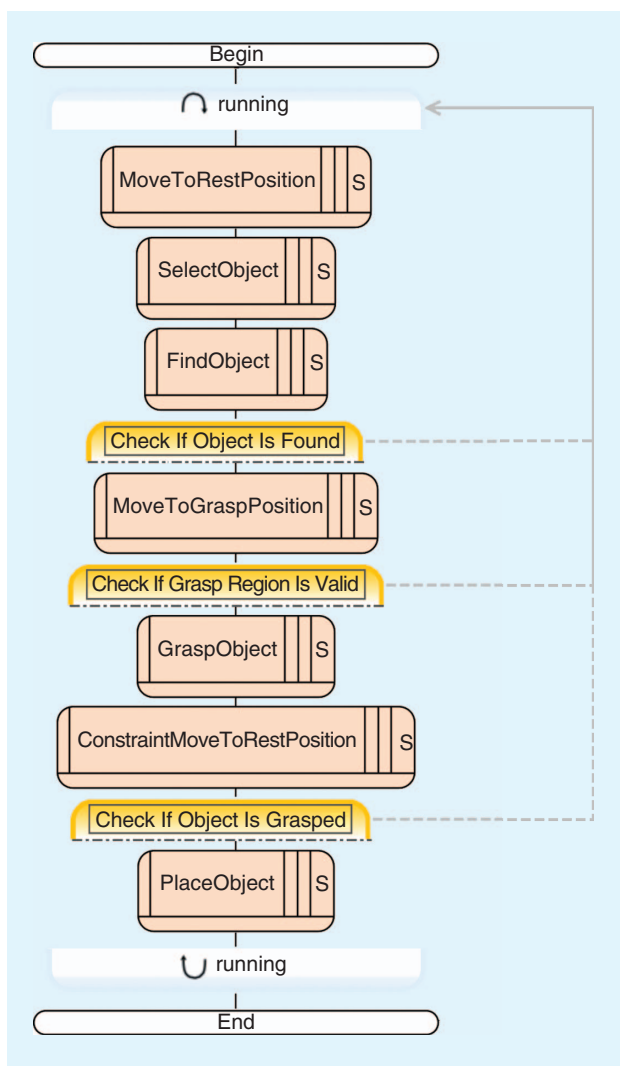 Begin
running
MoveToRestPosition S
SelectObject S
FindObject S
Check If Object Is Found
MoveToGraspPosition S
Check If Grasp Region Is Valid
GraspObject S
ConstraintMoveToRestPosition S
Check If Object Is Grasped
PlaceObject S
running
End